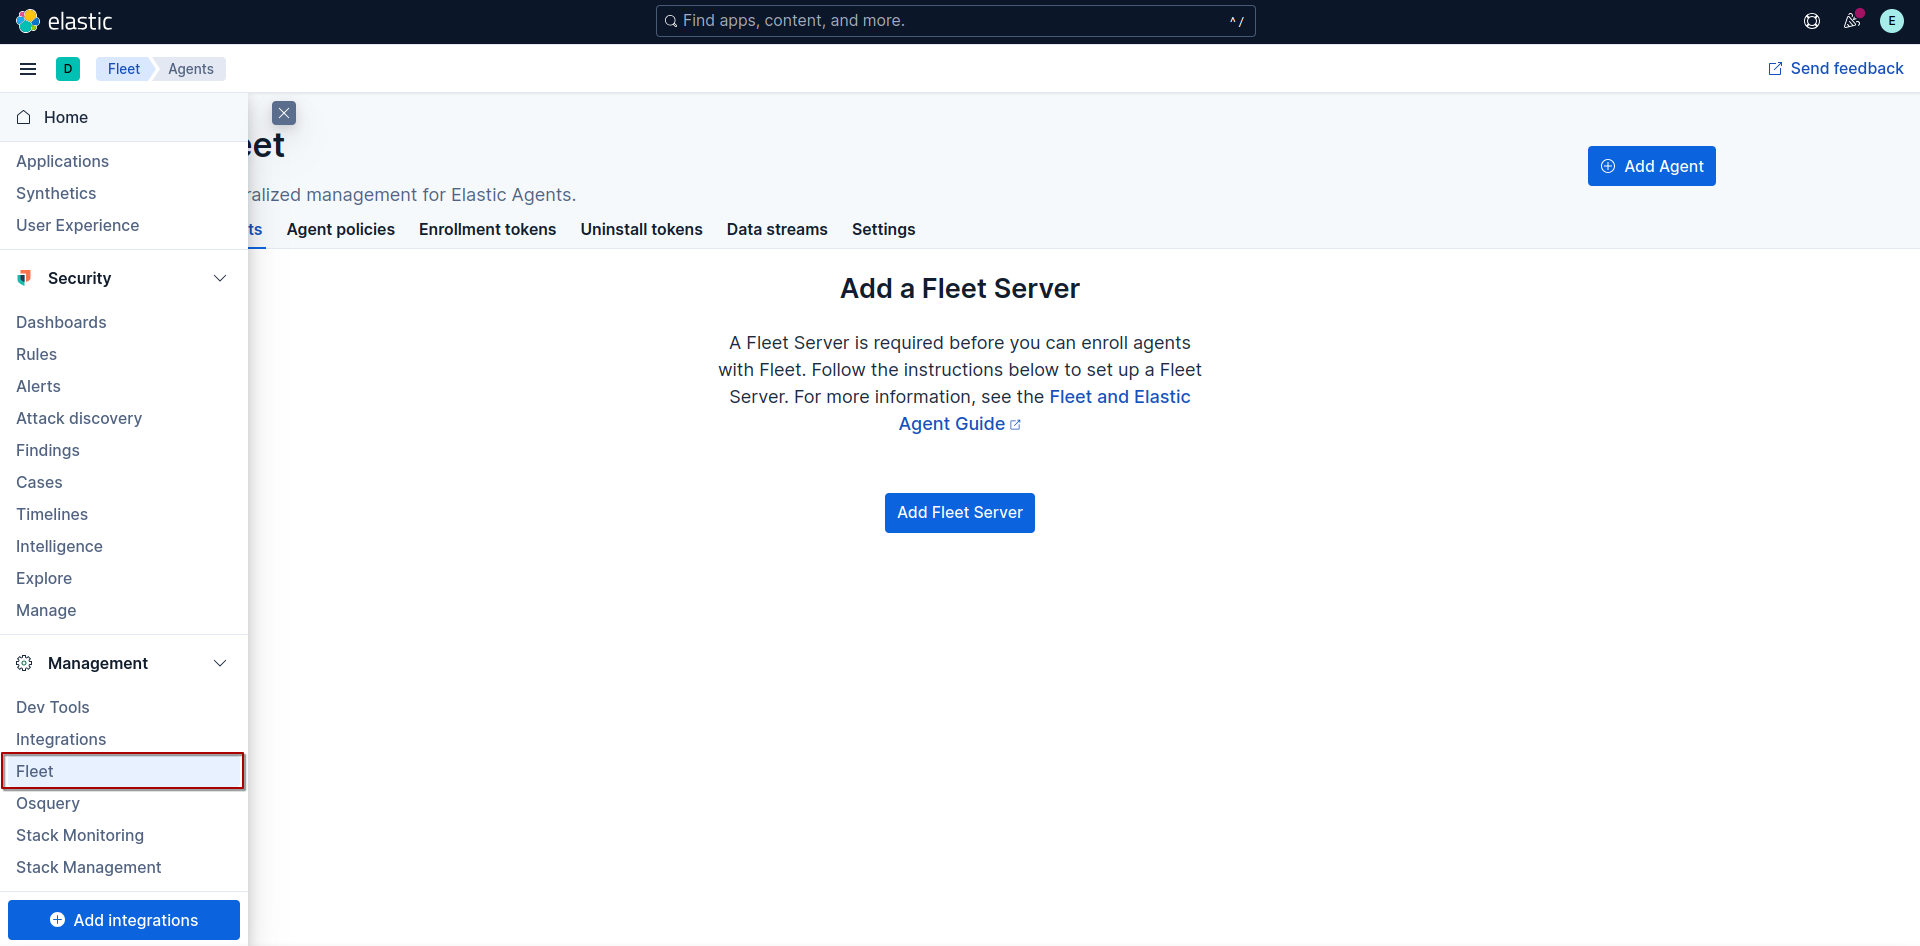 elastic
Find apps, content, and more.
^/
E
D
Fleet
Agents
Send feedback
Home
Applications
Synthetics
User Experience
Security
Dashboards
Rules
Alerts
Attack discovery
Findings
Cases
Timelines
Intelligence
Explore
Manage
Management
Dev Tools
Integrations
Fleet
Osquery
Stack Monitoring
Stack Management
Add integrations
eet
ralized management for Elastic Agents.
Add Agent
ts
Agent policies
Enrollment tokens
Uninstall tokens
Data streams
Settings
Add a Fleet Server
A Fleet Server is required before you can enroll agents
with Fleet. Follow the instructions below to set up a Fleet
Server. For more information, see the Fleet and Elastic
Agent Guide
Add Fleet Server